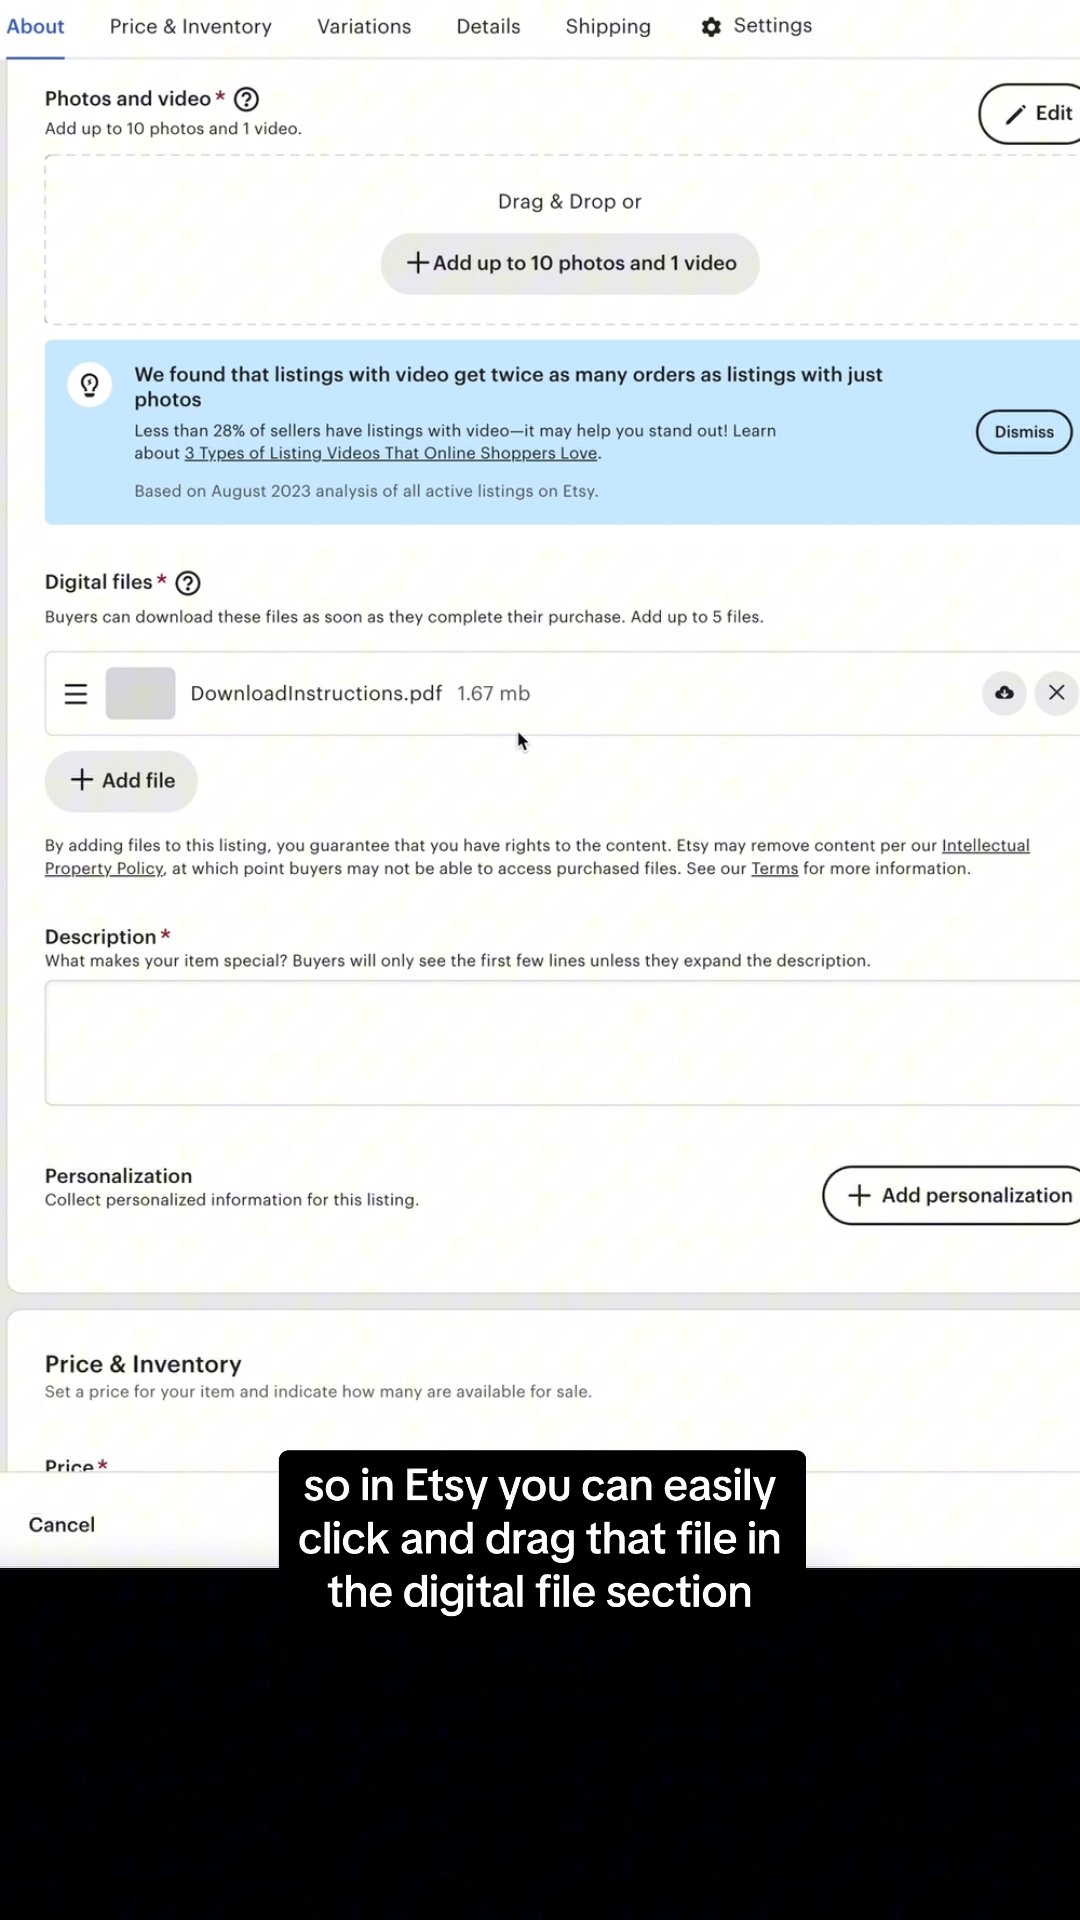 About Price & Inventory Variations Details Shipping Settings
Photos and video *
Edit
Add up to 10 photos and 1 video.
Drag & Drop or
Add up to 10 photos and 1 video
We found that listings with video get twice as many orders as listings with just
photos
Less than 28% of sellers have listings with video—it may help you stand out! Learn
about 3 Types of Listing Videos That Online Shoppers Love.
Dismiss
Based on August 2023 analysis of all active listings on Etsy.
Digital files *
Buyers can download these files as soon as they complete their purchase. Add up to 5 files.
DownloadInstructions.pdf 1.67 mb
Add file
By adding files to this listing, you guarantee that you have rights to the content. Etsy may remove content per our Intellectual
Property Policy, at which point buyers may not be able to access purchased files. See our Terms for more information.
Description *
What makes your item special? Buyers will only see the first few lines unless they expand the description.
Personalization
Collect personalized information for this listing.
Add personalization
Price & Inventory
Set a price for your item and indicate how many are available for sale.
Price *
Cancel
so in Etsy you can easily
click and drag that file in
the digital file section